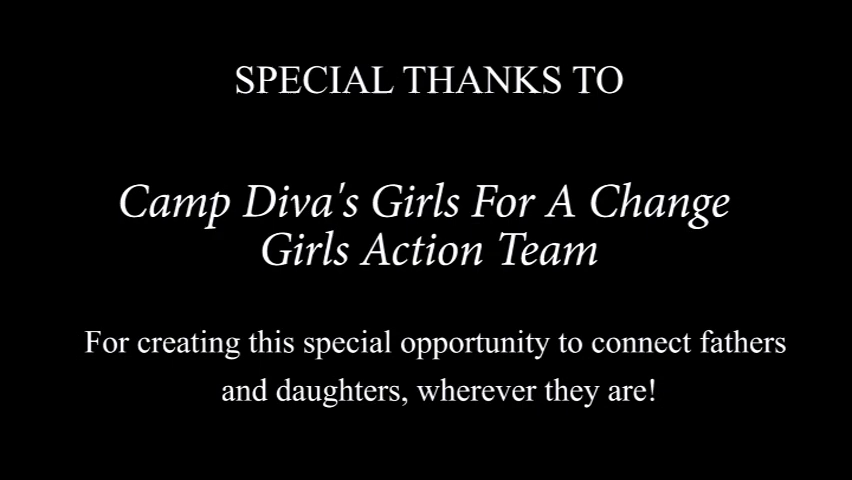 SPECIAL THANKS TO
Camp Diva's Girls For A Change
Girls Action Team
For creating this special opportunity to connect fathers
and daughters, wherever they are!